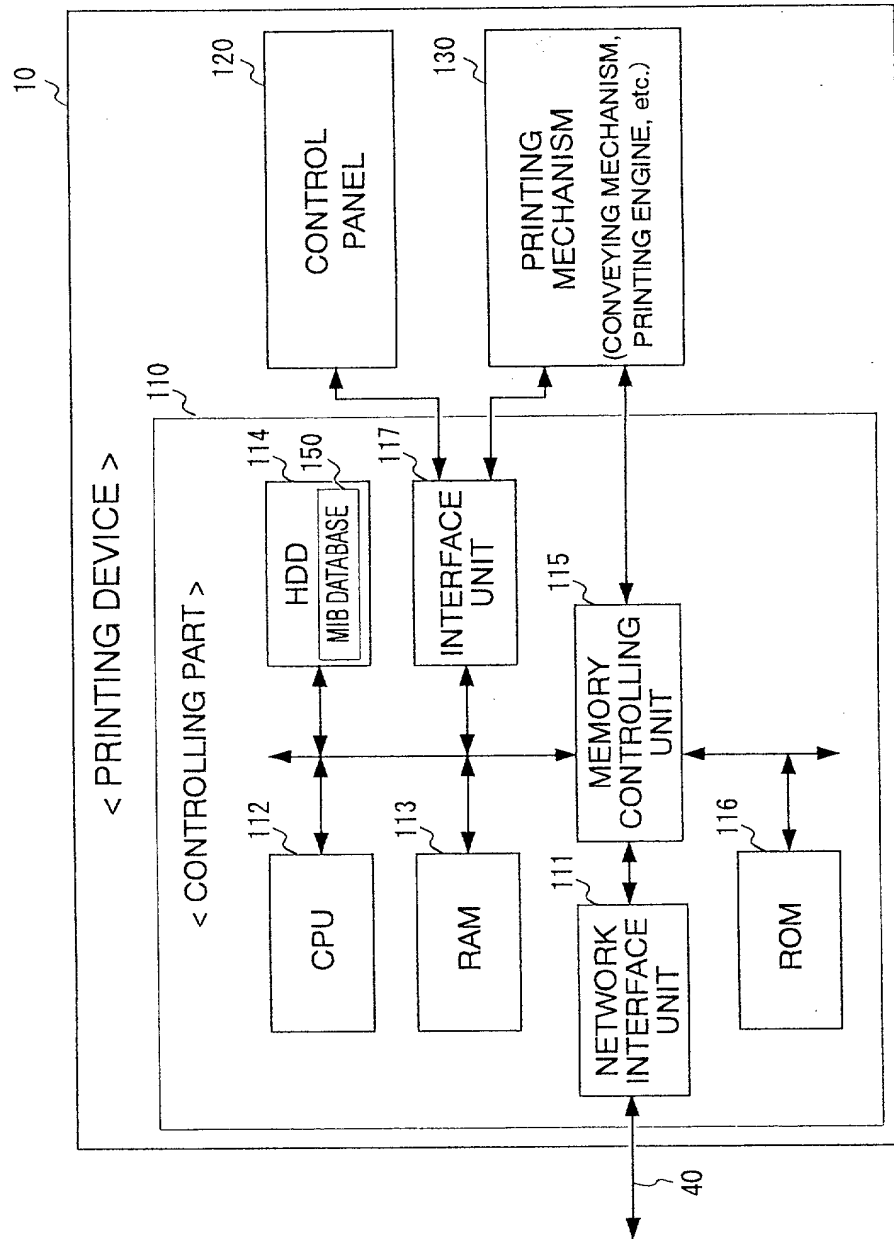 10
< PRINTING DEVICE >
110
< CONTROLLING PART >
112
CPU
114
HDD
150
MIB DATABASE
120
CONTROL
PANEL
113
RAM
117
INTERFACE
UNIT
130
PRINTING
MECHANISM
(CONVEYING MECHANISM,
PRINTING ENGINE, etc.)
111
NETWORK
INTERFACE
UNIT
115
MEMORY
CONTROLLING
UNIT
116
ROM
40